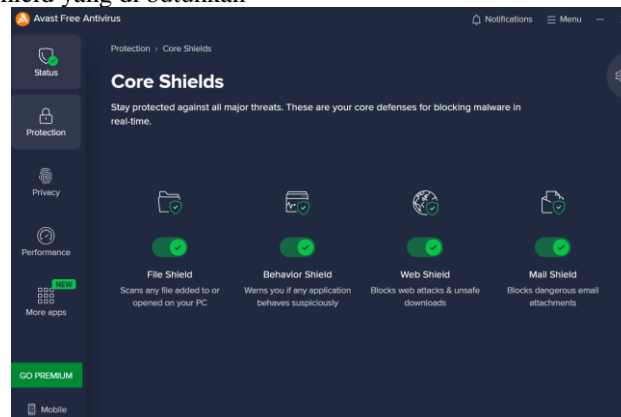 yang di butuhkan
Avast Free Antivirus
Notifications
Menu
Status
Protection
Privacy
Performance
NEW
More apps
GO PREMIUM
Mobile
Protection › Core Shields
Core Shields
Stay protected against all major threats. These are your core defenses for blocking malware in
real-time.
File Shield
Scans any file added to or
opened on your PC
Behavior Shield
Warns you if any application
behaves suspiciously
Web Shield
Blocks web attacks & unsafe
downloads
Mail Shield
Blocks dangerous email
attachments